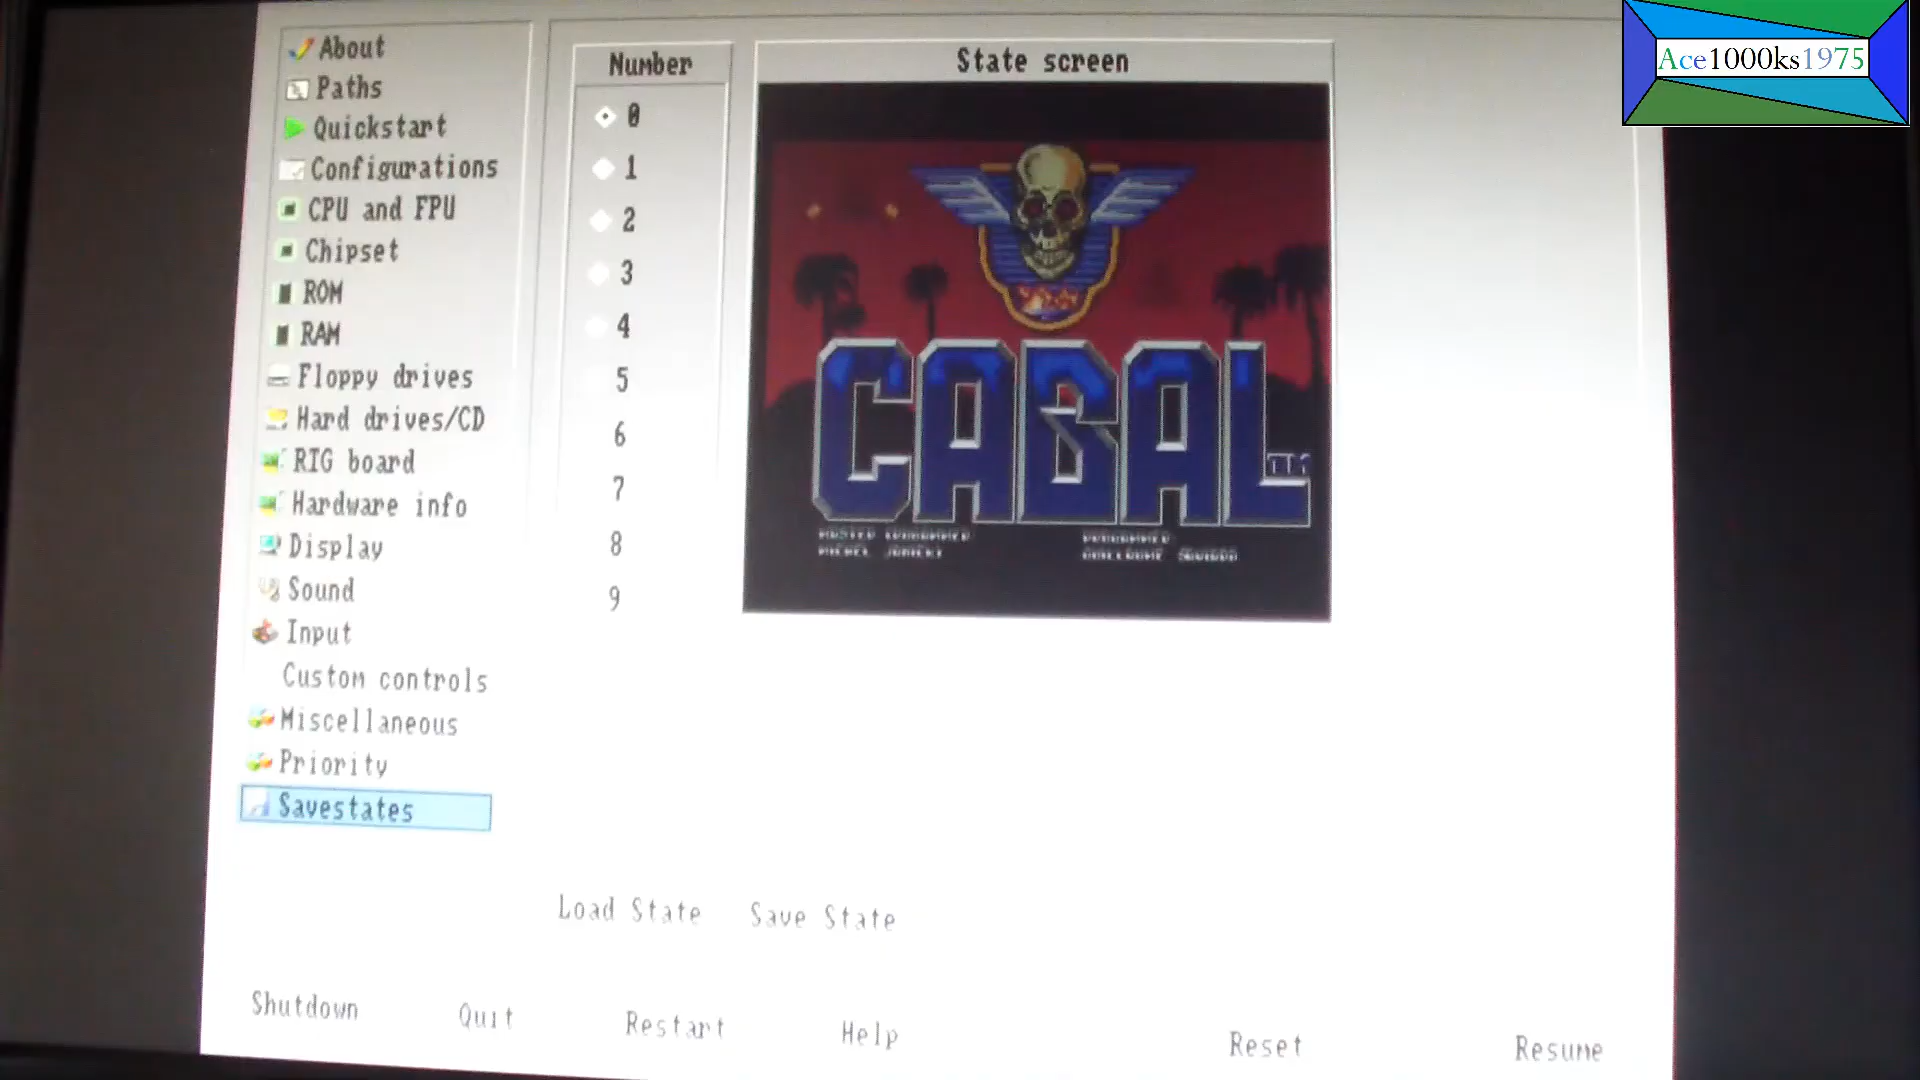 Ace1000ks1975
About
Paths
Quickstart
Configurations
CPU and FPU
Chipset
ROM
RAM
Floppy drives
Hard drives/CD
RTG board
Hardware info
Display
Sound
Input
Custom controls
Miscellaneous
Priority
Savestates
Number
0
1
2
3
4
5
6
7
8
9
State screen
CABAL
TM
Load State Save State
Shutdown Quit Restart Help Reset Resume